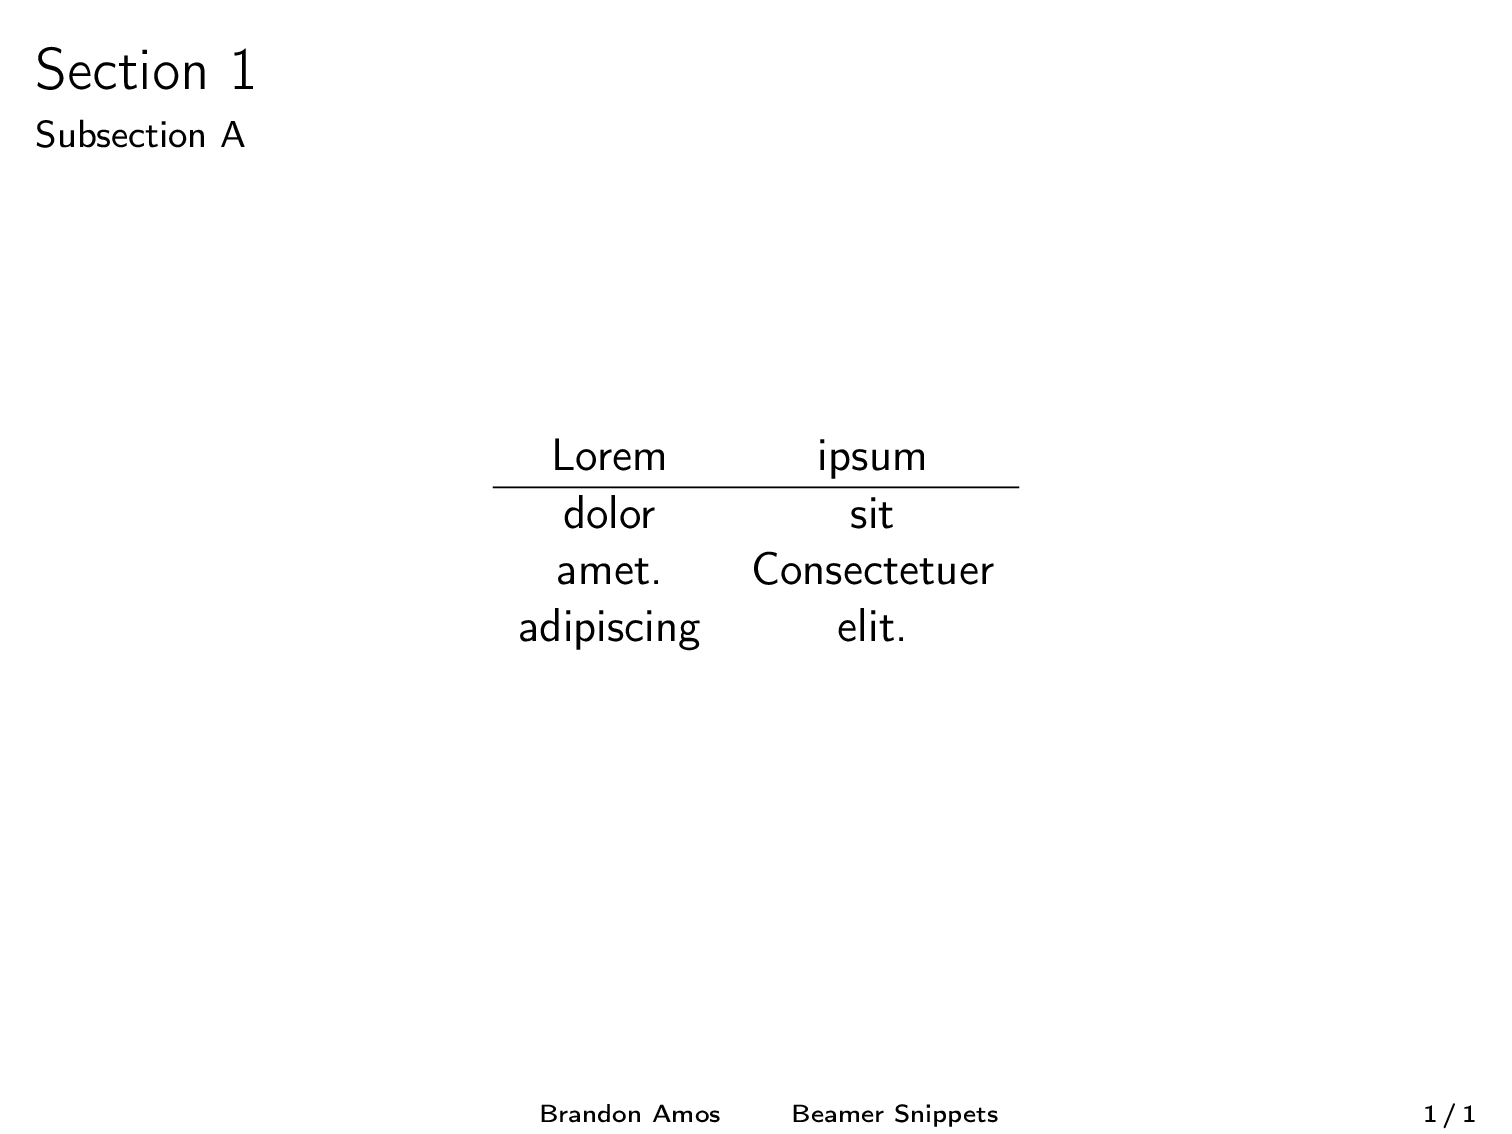 Section 1
Subsection A
Lorem ipsum
dolor sit
amet. Consectetuer
adipiscing elit.
Brandon Amos Beamer Snippets 1 / 1